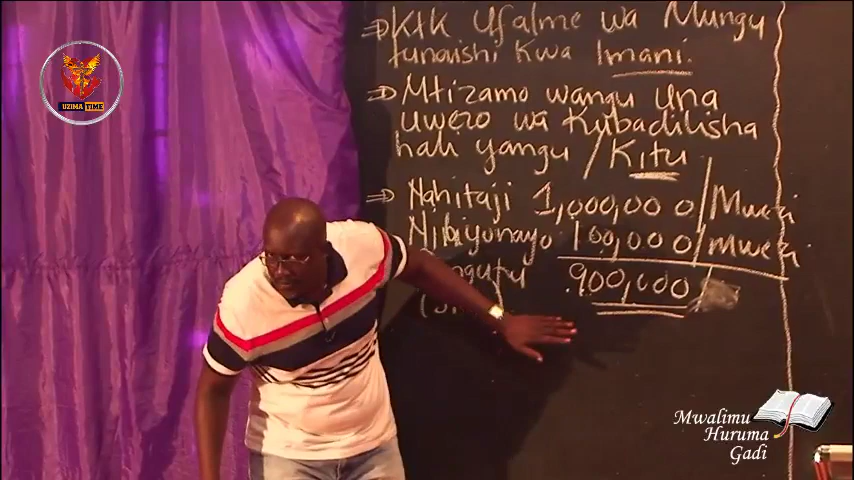 UZIMA TIME
⇒ Ktk Ufalme wa Mungu
tunaishi kwa Imani.
⇒ Mtizamo wangu una
uwezo wa kubadilisha
hali yangu / Kitu
⇒ Nahitaji 1,000,000/Mwezi
Nibiyonayo 100,000/mwezi
900,000/
Mwalimu
Huruma
Gadi